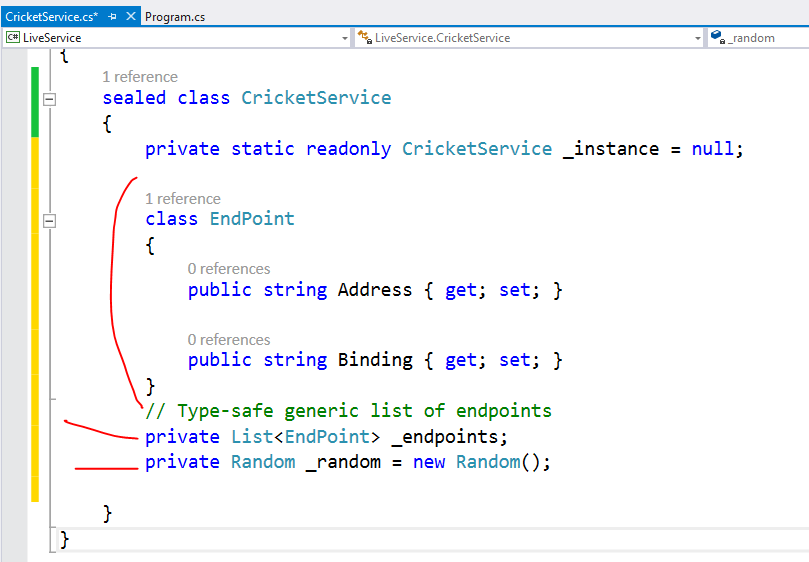 CricketService.cs* Program.cs
C# LiveService LiveService.CricketService _random
{
1 reference
sealed class CricketService
{
private static readonly CricketService _instance = null;
1 reference
class EndPoint
{
0 references
public string Address { get; set; }
0 references
public string Binding { get; set; }
}
// Type-safe generic list of endpoints
private List<EndPoint> _endpoints;
private Random _random = new Random();
}
}